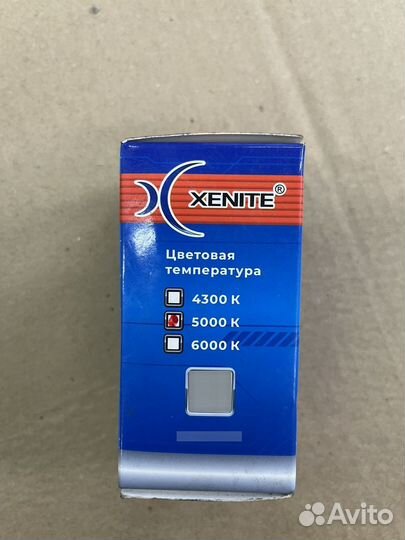 XENITE®
Цветовая
температура
4300 K
5000 K
6000 K
Avito